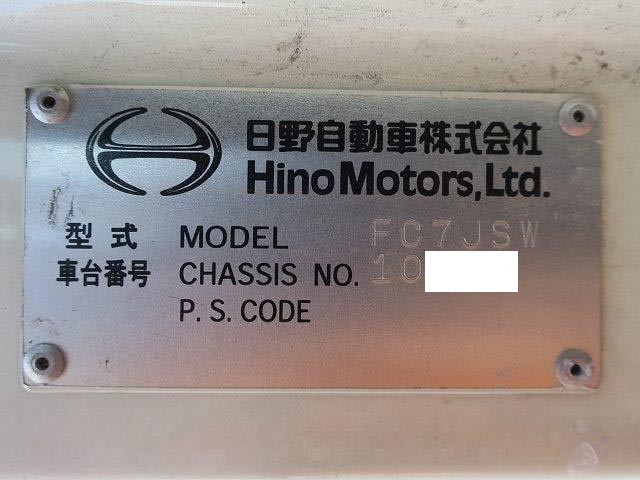 日野自動車株式会社
Hino Motors, Ltd.
型式 MODEL FC7JSW
車台番号 CHASSIS NO. 10
P. S. CODE